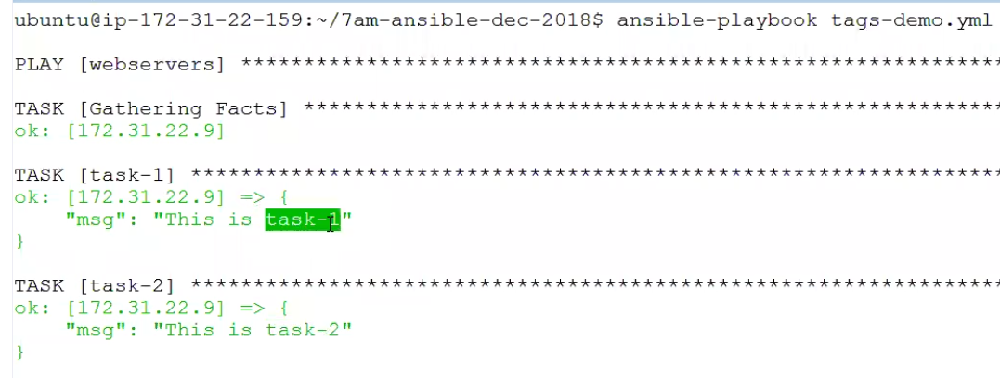 ubuntu@ip-172-31-22-159:~/7am-ansible-dec-2018$ ansible-playbook tags-demo.yml
PLAY [webservers] *************************************************************
TASK [Gathering Facts] ********************************************************
ok: [172.31.22.9]
TASK [task-1] *****************************************************************
ok: [172.31.22.9] => {
    "msg": "This is task-1"
}
TASK [task-2] *****************************************************************
ok: [172.31.22.9] => {
    "msg": "This is task-2"
}